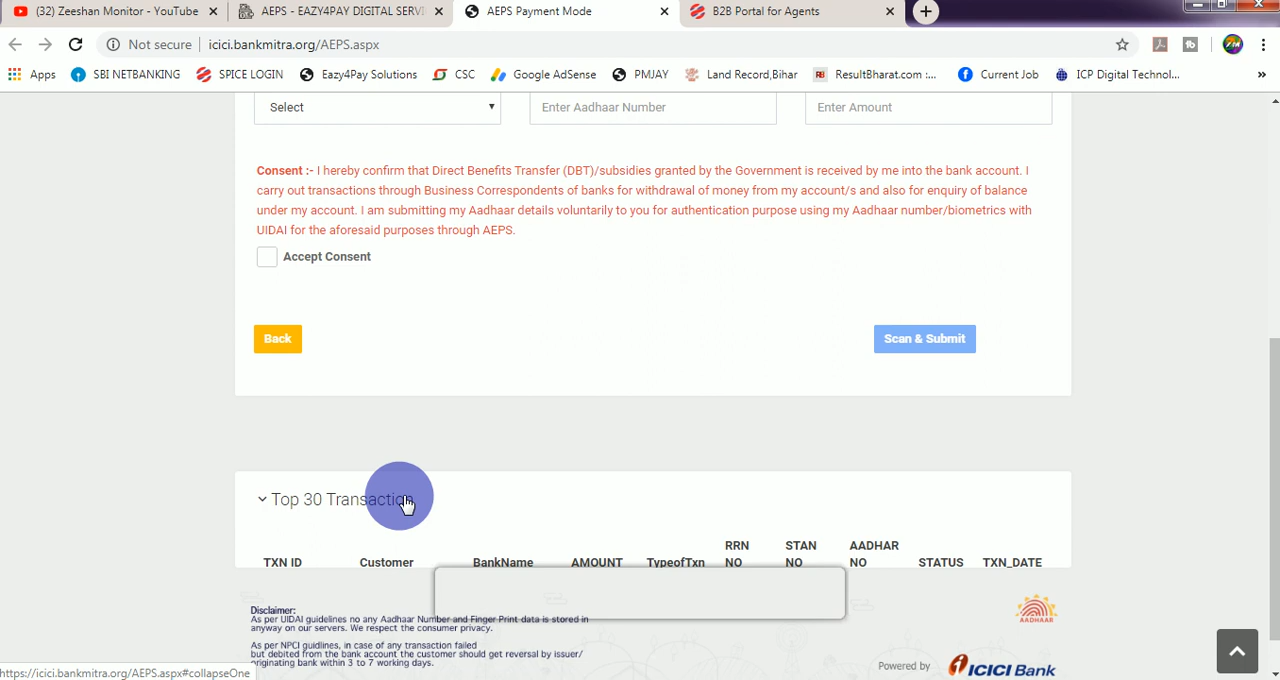 (32) Zeeshan Monitor - YouTube
AEPS - EAZY4PAY DIGITAL SERVI
AEPS Payment Mode
B2B Portal for Agents
Not secure
icici.bankmitra.org/AEPS.aspx
Apps
SBI NETBANKING
SPICE LOGIN
Eazy4Pay Solutions
CSC
Google AdSense
PMJAY
Land Record,Bihar
RB
ResultBharat.com :...
Current Job
ICP Digital Technol...
»
Select
Enter Aadhaar Number
Enter Amount
Consent :- I hereby confirm that Direct Benefits Transfer (DBT)/subsidies granted by the Government is received by me into the bank account. I
carry out transactions through Business Correspondents of banks for withdrawal of money from my account/s and also for enquiry of balance
under my account. I am submitting my Aadhaar details voluntarily to you for authentication purpose using my Aadhaar number/biometrics with
UIDAI for the aforesaid purposes through AEPS.
Accept Consent
Back
Scan & Submit
Top 30 Transaction
TXN ID
Customer
BankName
AMOUNT
TypeofTxn
RRN
NO
STAN
NO
AADHAR
NO
STATUS
TXN_DATE
Disclaimer:
As per UIDAI guidelines no any Aadhaar Number and Finger Print data is stored in
anyway on our servers. We respect the consumer privacy.
As per NPCI guidlines, in case of any transaction failed
but debited from the bank account the customer should get reversal by issuer/
originating bank within 3 to 7 working days.
AADHAAR
Powered by
ICICI Bank
https://icici.bankmitra.org/AEPS.aspx#collapseOne